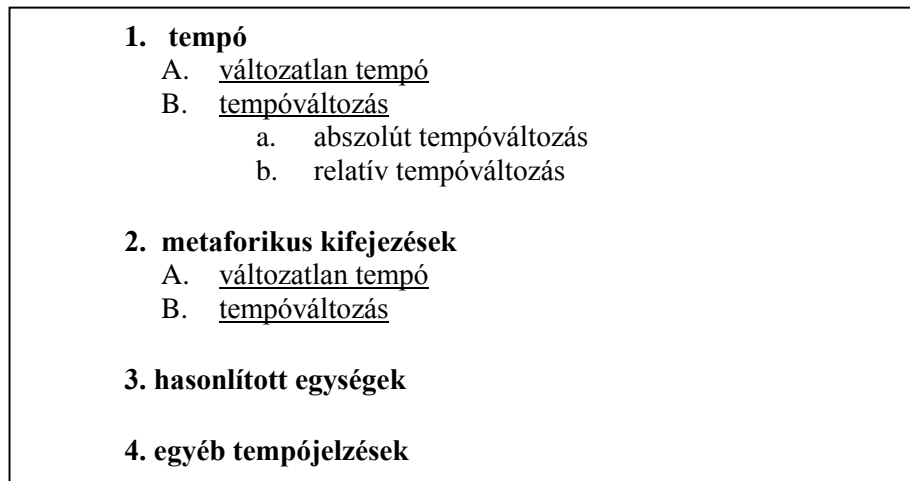 1. tempó
A. változatlan tempó
B. tempóváltozás
a. abszolút tempóváltozás
b. relatív tempóváltozás
2. metaforikus kifejezések
A. változatlan tempó
B. tempóváltozás
3. hasonlított egységek
4. egyéb tempójelzések